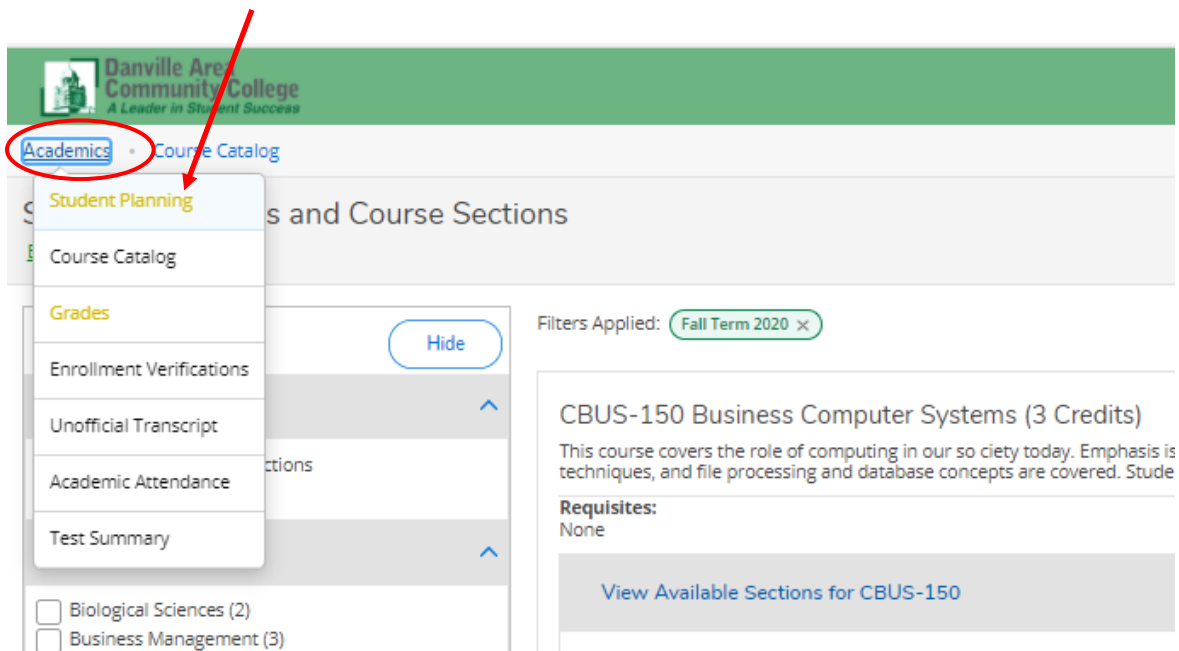 Danville Area
Community College
A Leader in Student Success
Academics • Course Catalog
Student Planning
Course Catalog
Grades
Enrollment Verifications
Unofficial Transcript
Academic Attendance
Test Summary
S s and Course Sections
Hide
ctions
Biological Sciences (2)
Business Management (3)
Filters Applied: Fall Term 2020 ×
CBUS-150 Business Computer Systems (3 Credits)
This course covers the role of computing in our so ciety today. Emphasis is
techniques, and file processing and database concepts are covered. Stude
Requisites:
None
View Available Sections for CBUS-150